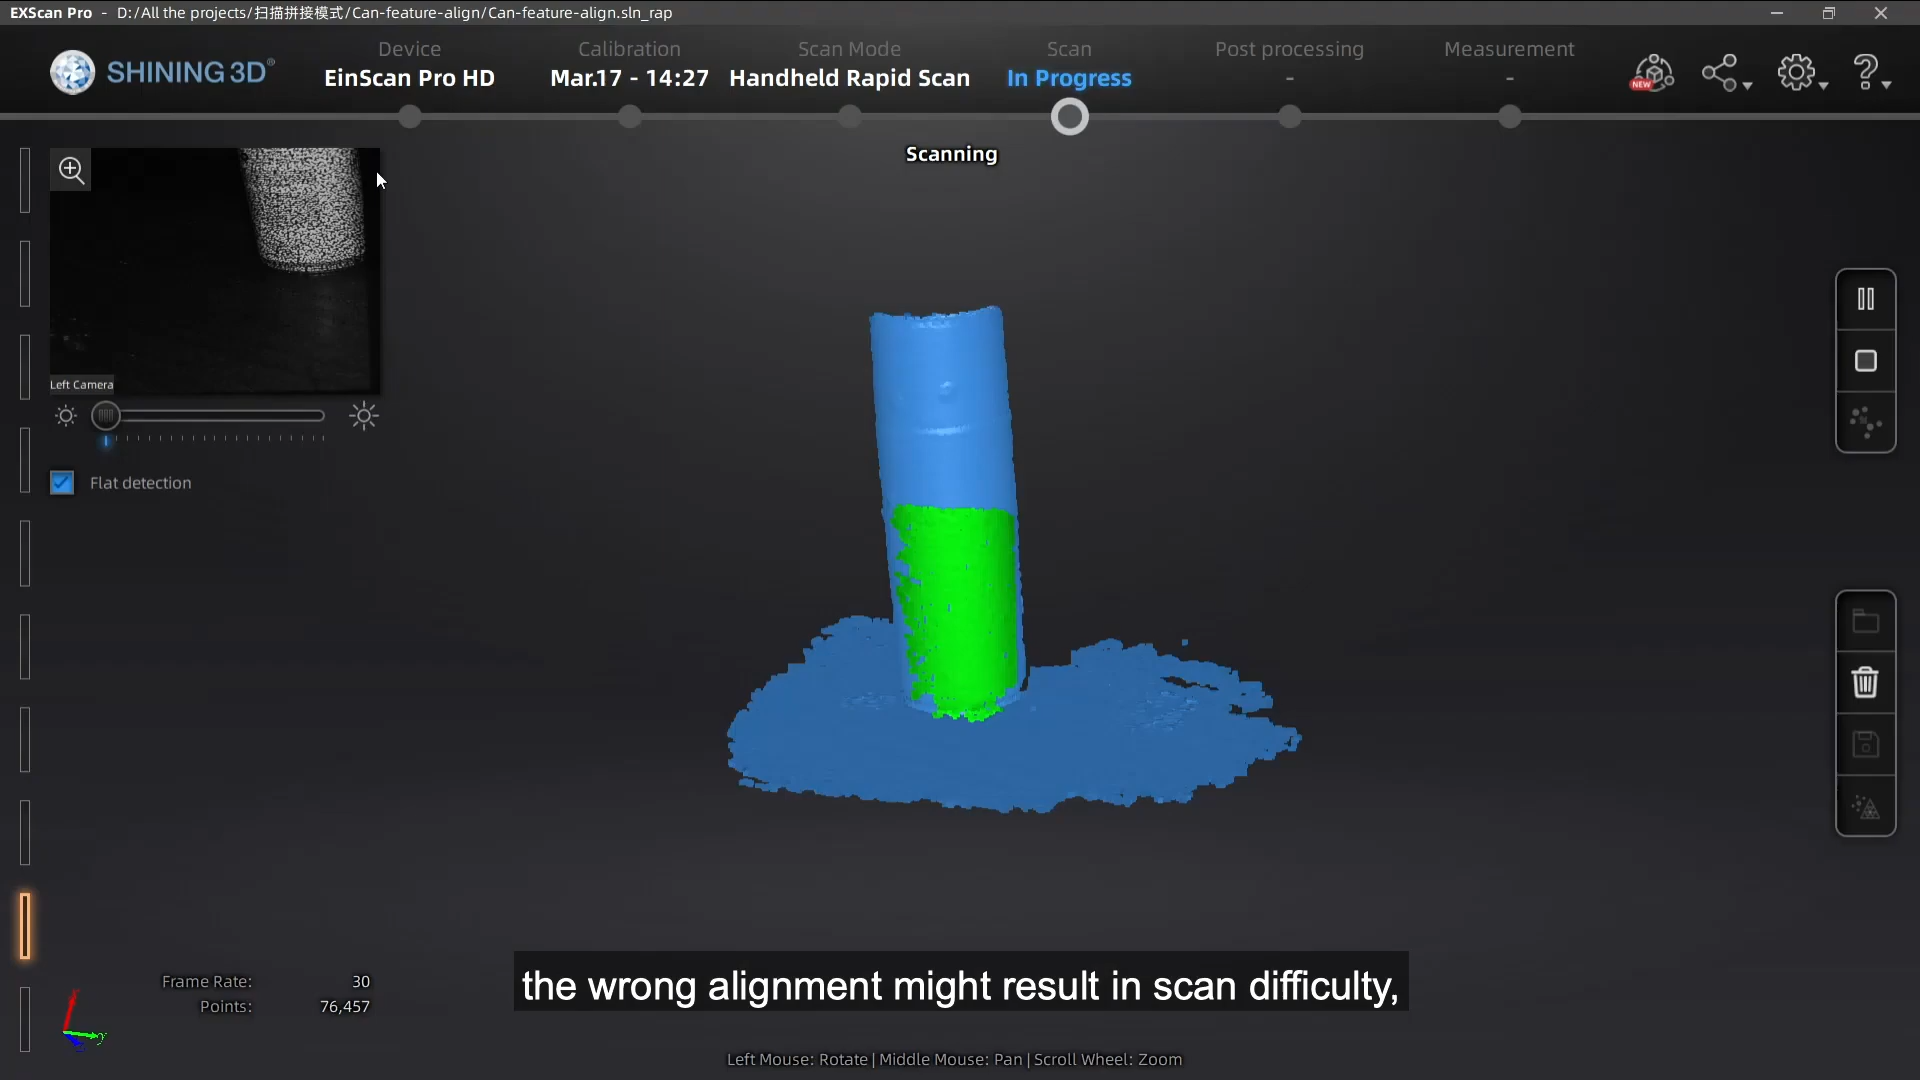 EXScan Pro - D:/All the projects/扫描拼接模式/Can-feature-align/Can-feature-align.sln_rap
SHINING 3D®
Device
EinScan Pro HD
Calibration
Mar.17 - 14:27
Scan Mode
Handheld Rapid Scan
Scan
In Progress
Post processing
-
Measurement
-
NEW
Scanning
Left Camera
Flat detection
Frame Rate: 30
Points: 76,457
the wrong alignment might result in scan difficulty,
Left Mouse: Rotate | Middle Mouse: Pan | Scroll Wheel: Zoom